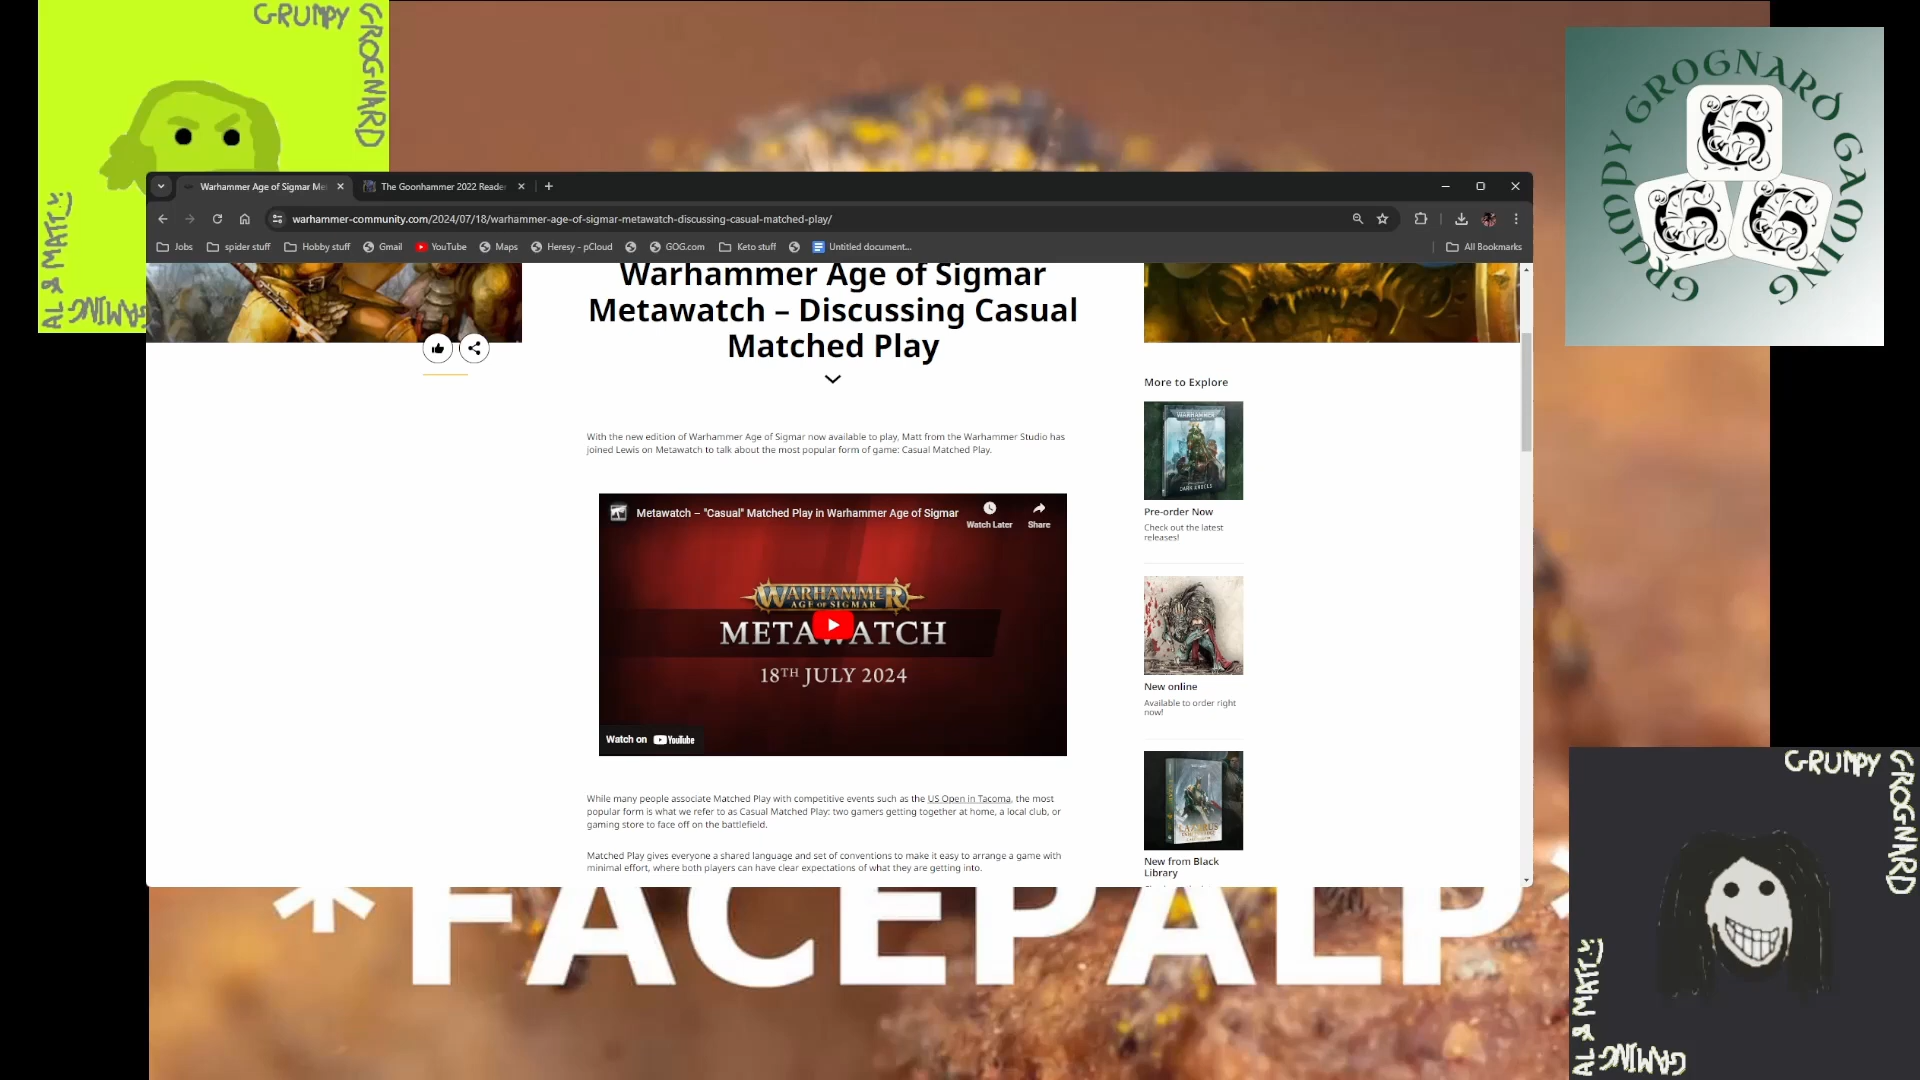 GRUMPY
GROGNARD
AL & MATTY
GAMING
GRUMPY GROGNARD GAMING
G
G
G
Warhammer Age of Sigmar Met
The Goonhammer 2022 Reader
warhammer-community.com/2024/07/18/warhammer-age-of-sigmar-metawatch-discussing-casual-matched-play/
Jobs
spider stuff
Hobby stuff
Gmail
YouTube
Maps
Heresy - pCloud
GOG.com
Keto stuff
Untitled document...
All Bookmarks
Warhammer Age of Sigmar
Metawatch – Discussing Casual
Matched Play
With the new edition of Warhammer Age of Sigmar now available to play, Matt from the Warhammer Studio has
joined Lewis on Metawatch to talk about the most popular form of game: Casual Matched Play.
Metawatch – "Casual" Matched Play in Warhammer Age of Sigmar
Watch Later
Share
WARHAMMER
AGE OF SIGMAR
METAWATCH
18TH JULY 2024
Watch on YouTube
While many people associate Matched Play with competitive events such as the US Open in Tacoma, the most
popular form is what we refer to as Casual Matched Play: two gamers getting together at home, a local club, or
gaming store to face off on the battlefield.
Matched Play gives everyone a shared language and set of conventions to make it easy to arrange a game with
minimal effort, where both players can have clear expectations of what they are getting into.
More to Explore
WARHAMMER
DARK ANGELS
Pre-order Now
Check out the latest
releases!
New online
Available to order right
now!
LAZARUS
New from Black
Library
*FACEPALP*
GRUMPY
GROGNARD
AL & MATTY
GAMING